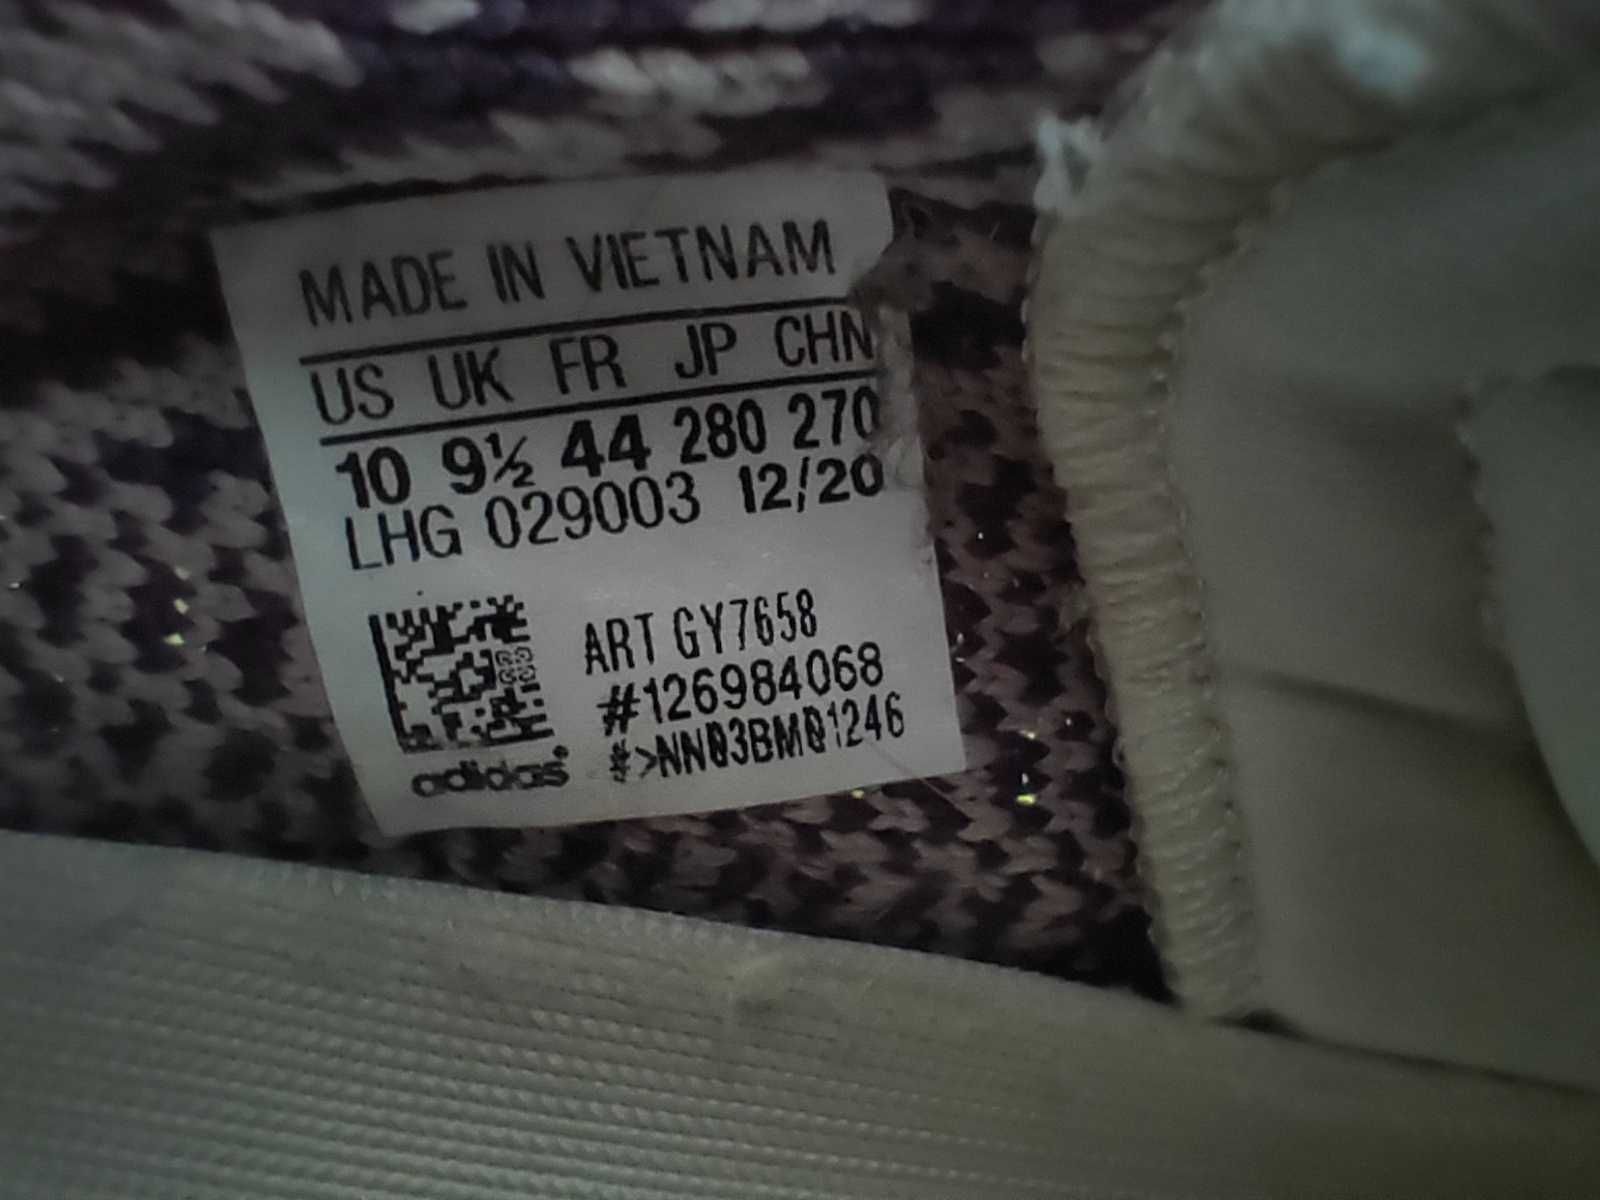 MADE IN VIETNAM
US UK FR JP CHN
10 9½ 44 280 270
LHG 029003 12/20
ART GY7658
#126984068
#>NN03BM01246
adidas®